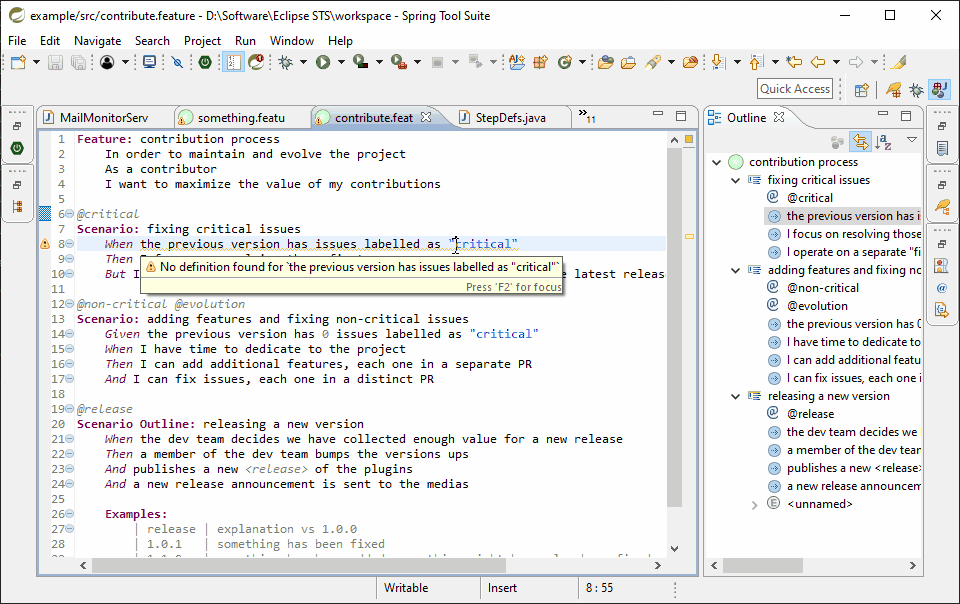 example/src/contribute.feature - D:\Software\Eclipse STS\workspace - Spring Tool Suite
File Edit Navigate Search Project Run Window Help
Quick Access
MailMonitorServ something.featu contribute.feat StepDefs.java »11
1 Feature: contribution process
2 In order to maintain and evolve the project
3 As a contributor
4 I want to maximize the value of my contributions
5
6 @critical
7 Scenario: fixing critical issues
8 When the previous version has issues labelled as "critical"
9 Then
No definition found for `the previous version has issues labelled as "critical"`
Press 'F2' for focus
10 But I e latest releas
11
12 @non-critical @evolution
13 Scenario: adding features and fixing non-critical issues
14 Given the previous version has 0 issues labelled as "critical"
15 When I have time to dedicate to the project
16 Then I can add additional features, each one in a separate PR
17 And I can fix issues, each one in a distinct PR
18
19 @release
20 Scenario Outline: releasing a new version
21 When the dev team decides we have collected enough value for a new release
22 Then a member of the dev team bumps the versions ups
23 And publishes a new <release> of the plugins
24 And a new release announcement is sent to the medias
25
26 Examples:
27 | release | explanation vs 1.0.0
28 | 1.0.1 | something has been fixed
Outline
contribution process
fixing critical issues
@critical
the previous version has i
I focus on resolving those
I operate on a separate "fi
adding features and fixing no
@non-critical
@evolution
the previous version has 0
I have time to dedicate to
I can add additional featu
I can fix issues, each one i
releasing a new version
@release
the dev team decides we
a member of the dev tean
publishes a new <release>
a new release announcem
<unnamed>
Writable Insert 8 : 55